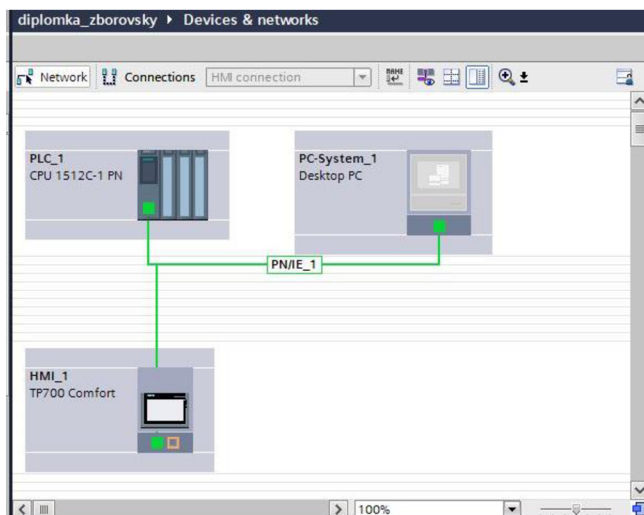 diplomka_zborovsky ▸ Devices & networks
Network Connections HMI connection
PLC_1
CPU 1512C-1 PN
PC-System_1
Desktop PC
PN/IE_1
HMI_1
TP700 Comfort
100%